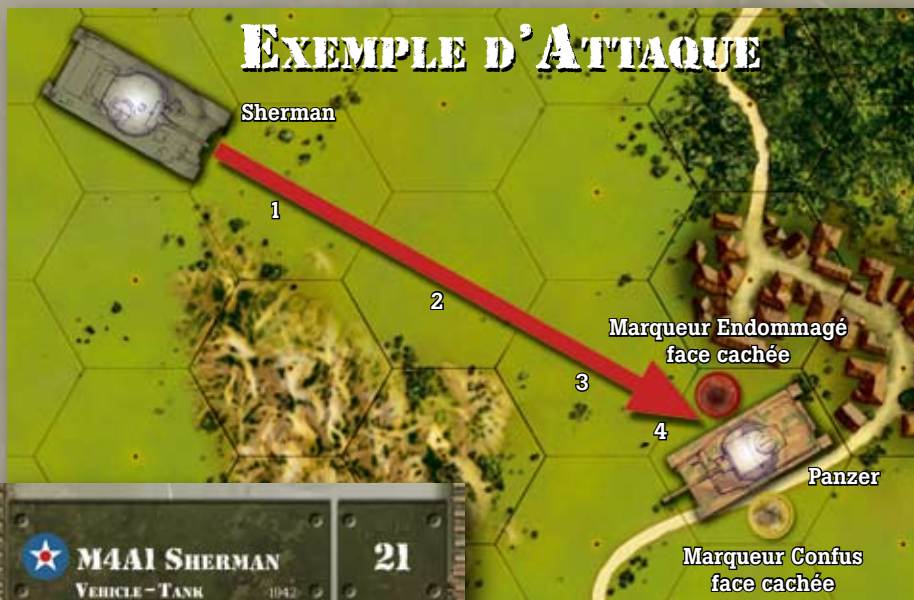 Exemple d'Attaque
Sherman
1
2
Marqueur Endommagé
face cachée
3
4
Panzer
Marqueur Confus
face cachée
M4A1 Sherman
21
Vehicle-Tank
1942